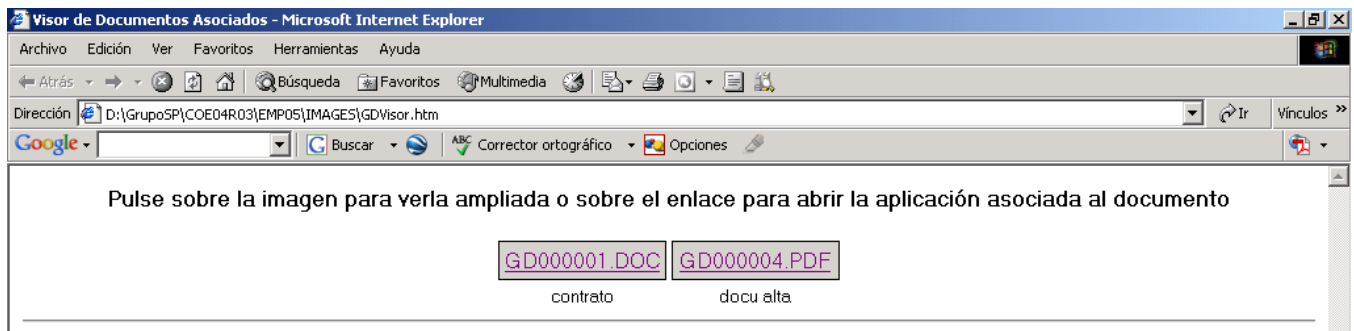 Visor de Documentos Asociados - Microsoft Internet Explorer
Archivo Edición Ver Favoritos Herramientas Ayuda
Atrás Búsqueda Favoritos Multimedia
Dirección D:\GrupoSP\COE04R03\EMP05\IMAGES\GDVisor.htm Ir Vínculos »
Google G Buscar ABC Corrector ortográfico Opciones
Pulse sobre la imagen para verla ampliada o sobre el enlace para abrir la aplicación asociada al documento
GD000001.DOC GD000004.PDF
contrato docu alta